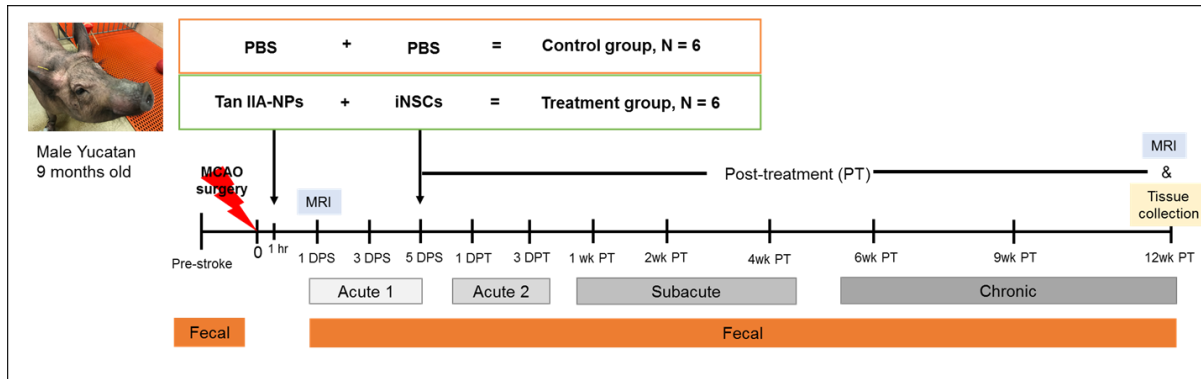 PBS + PBS = Control group, N = 6
Tan IIA-NPs + iNSCs = Treatment group, N = 6
Male Yucatan
9 months old
MCAO
surgery
MRI
Post-treatment (PT)
MRI
&
Tissue
collection
Pre-stroke 0 1 hr 1 DPS 3 DPS 5 DPS 1 DPT 3 DPT 1 wk PT 2wk PT 4wk PT 6wk PT 9wk PT 12wk PT
Acute 1 Acute 2 Subacute Chronic
Fecal Fecal